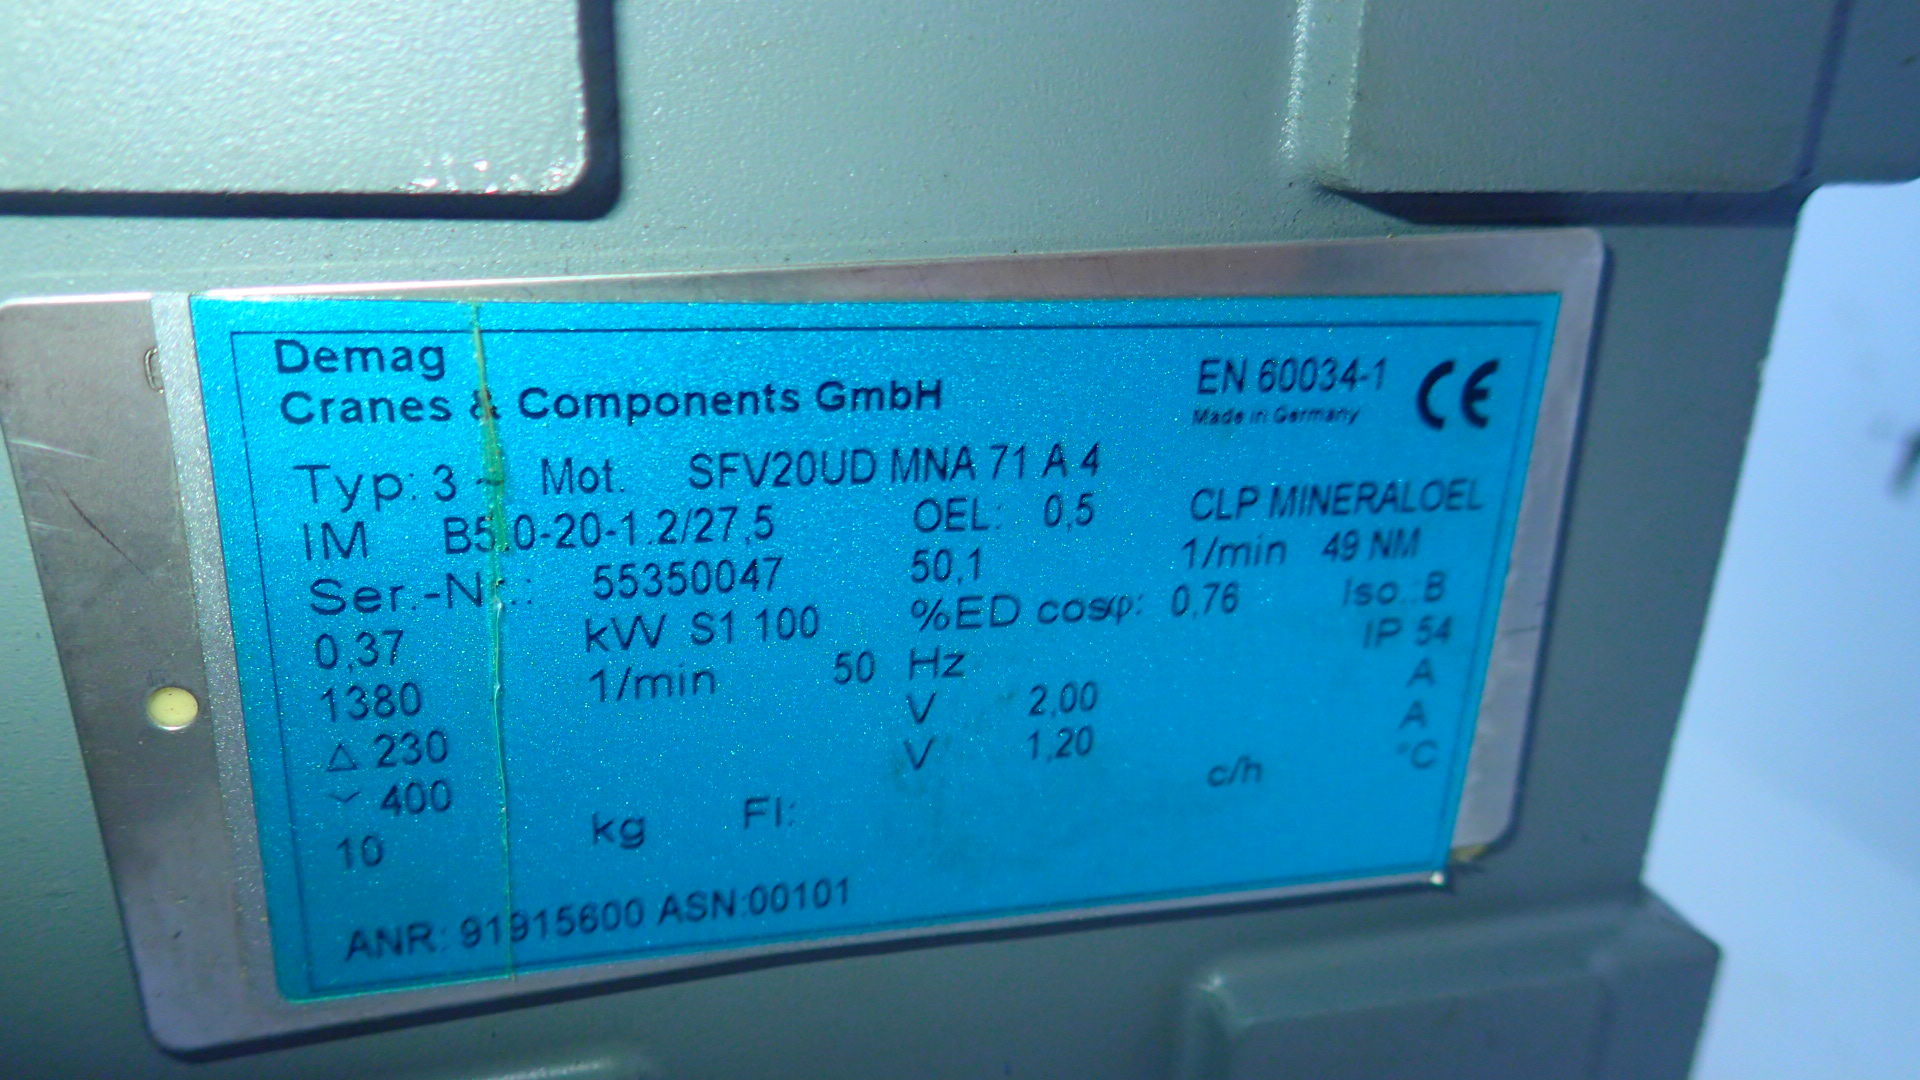 Demag
Cranes & Components GmbH
EN 60034-1
Made in Germany
CE
Typ: 3 ~ Mot. SFV20UD MNA 71 A 4
IM B5.0-20-1.2/27,5 OEL: 0,5 CLP MINERALOEL
Ser.-Nr.: 55350047 50,1 1/min 49 NM
0,37 kW S1 100 %ED cosφ: 0,76 Iso.:B
1380 1/min 50 Hz IP 54
Δ 230 V 2,00 A
400 V 1,20 A
10 kg FI: c/h °C
ANR: 91915600 ASN:00101